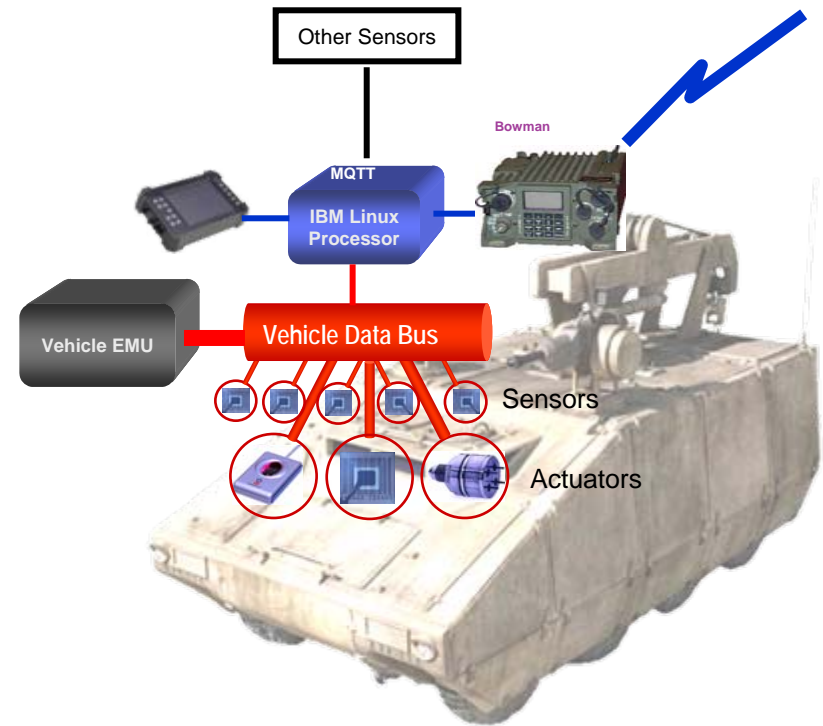 Other Sensors
Bowman
MQTT
IBM Linux
Processor
Vehicle EMU
Vehicle Data Bus
Sensors
Actuators